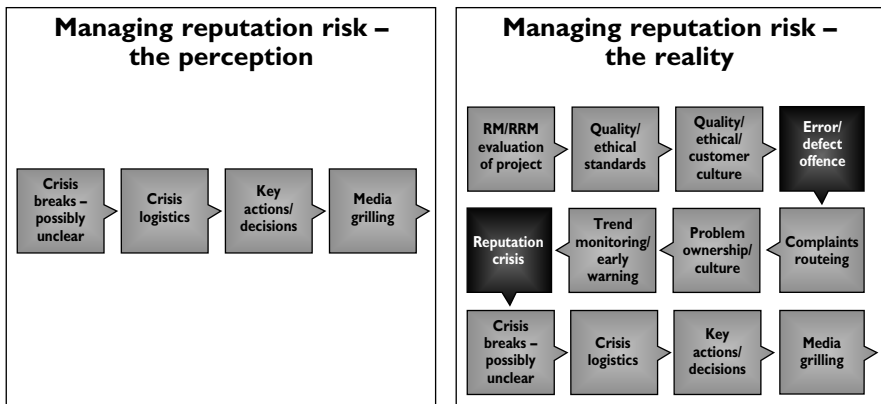 Managing reputation risk –
the perception
Crisis
breaks –
possibly
unclear
Crisis
logistics
Key
actions/
decisions
Media
grilling
Managing reputation risk –
the reality
RM/RRM
evaluation
of project
Quality/
ethical
standards
Quality/
ethical/
customer
culture
Error/
defect
offence
Complaints
routeing
Problem
ownership/
culture
Trend
monitoring/
early
warning
Reputation
crisis
Crisis
breaks –
possibly
unclear
Crisis
logistics
Key
actions/
decisions
Media
grilling